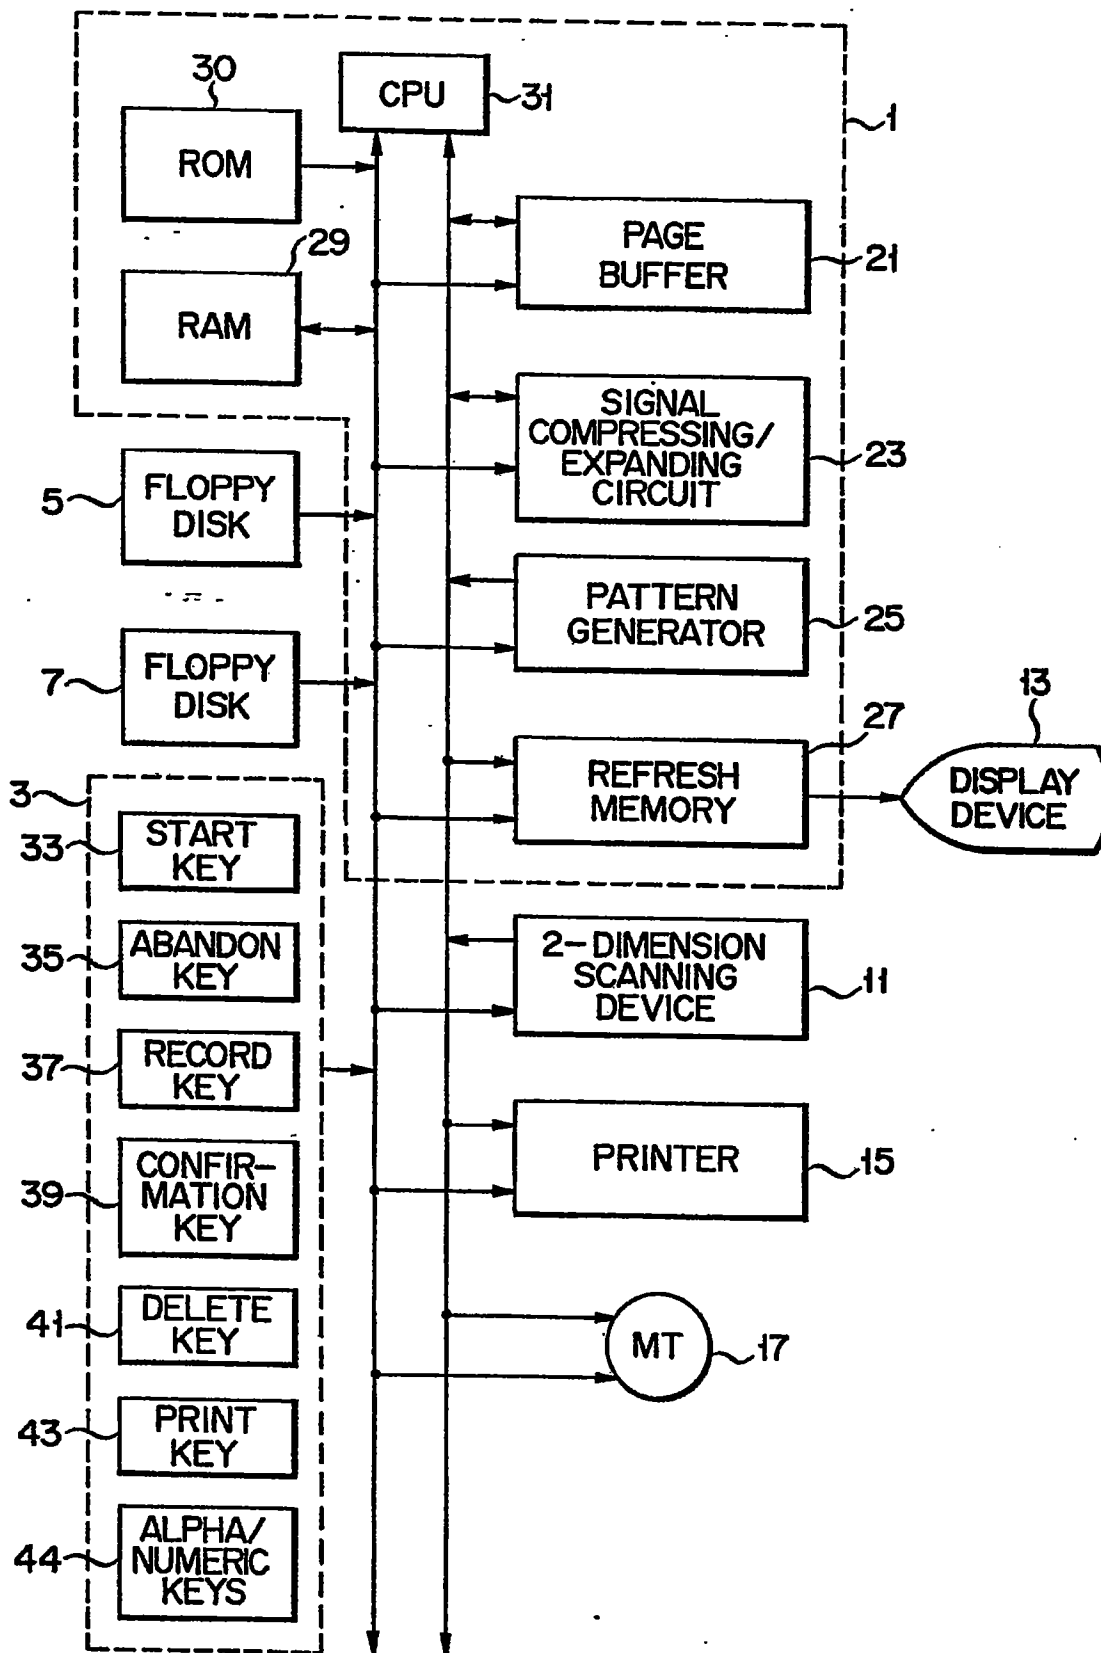 30
CPU
31
1
ROM
29
RAM
PAGE
BUFFER
21
SIGNAL
COMPRESSING/
EXPANDING
CIRCUIT
23
5
FLOPPY
DISK
PATTERN
GENERATOR
25
7
FLOPPY
DISK
27
REFRESH
MEMORY
13
DISPLAY
DEVICE
3
33
START
KEY
35
ABANDON
KEY
2-DIMENSION
SCANNING
DEVICE
11
37
RECORD
KEY
PRINTER
15
39
CONFIR-
MATION
KEY
41
DELETE
KEY
MT
17
43
PRINT
KEY
44
ALPHA/
NUMERIC
KEYS